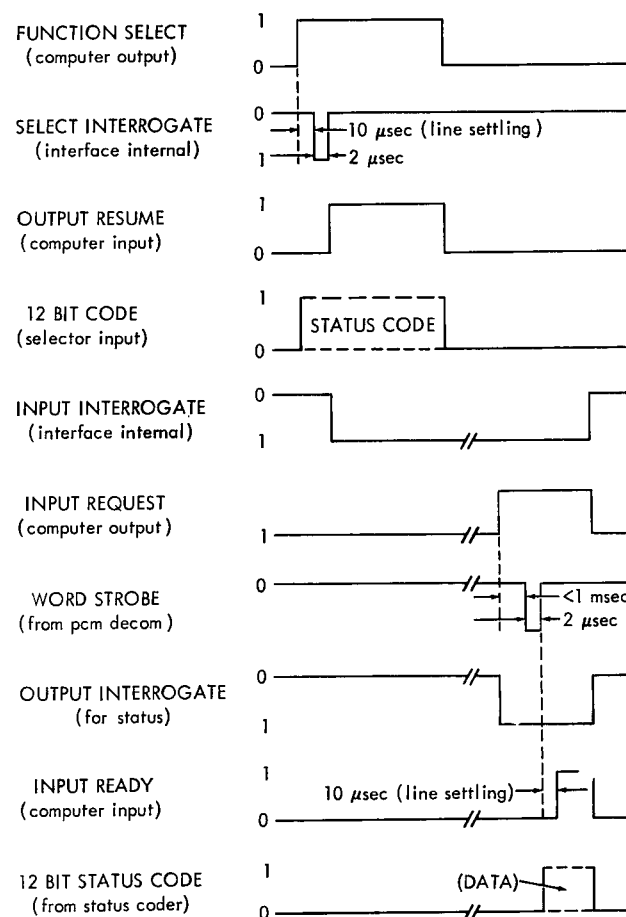 FUNCTION SELECT
(computer output)
1
0
SELECT INTERROGATE
(interface internal)
0
10 μsec (line settling)
1
2 μsec
OUTPUT RESUME
(computer input)
1
0
12 BIT CODE
(selector input)
1
STATUS CODE
0
INPUT INTERROGATE
(interface internal)
0
1
INPUT REQUEST
(computer output)
1
WORD STROBE
(from pcm decom)
0
<1 msec
2 μsec
OUTPUT INTERROGATE
(for status)
0
1
INPUT READY
(computer input)
1
10 μsec (line settling)
0
12 BIT STATUS CODE
(from status coder)
1
(DATA)
0